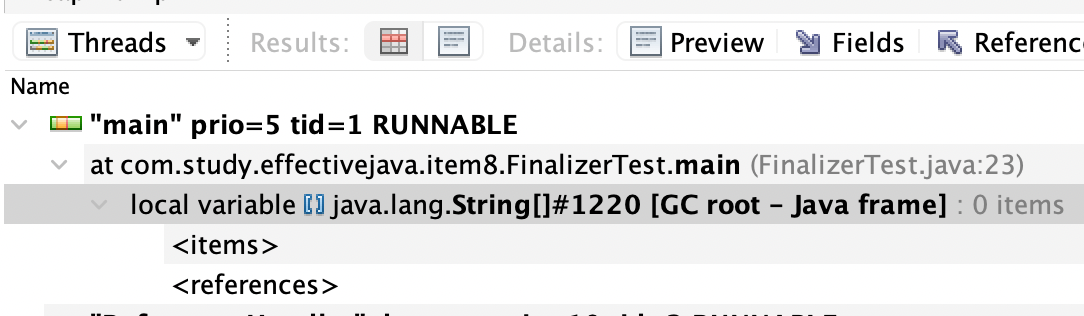 Threads Results: Details: Preview Fields Referenc
Name
"main" prio=5 tid=1 RUNNABLE
at com.study.effectivejava.item8.FinalizerTest.main (FinalizerTest.java:23)
local variable java.lang.String[]#1220 [GC root - Java frame] : 0 items
<items>
<references>